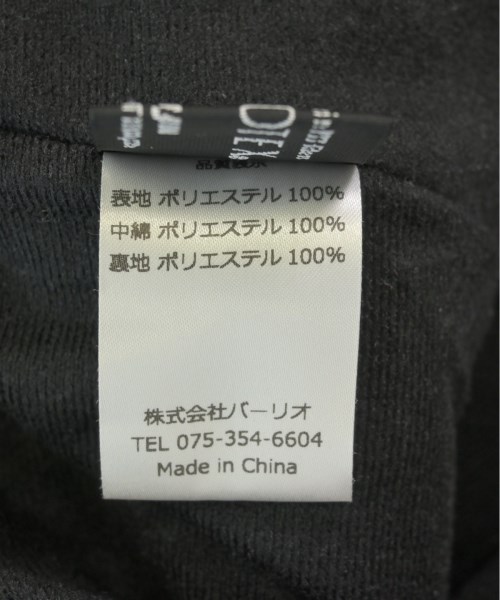 品質表示
表地 ポリエステル 100%
中綿 ポリエステル 100%
裏地 ポリエステル 100%
株式会社バーリオ
TEL 075-354-6604
Made in China